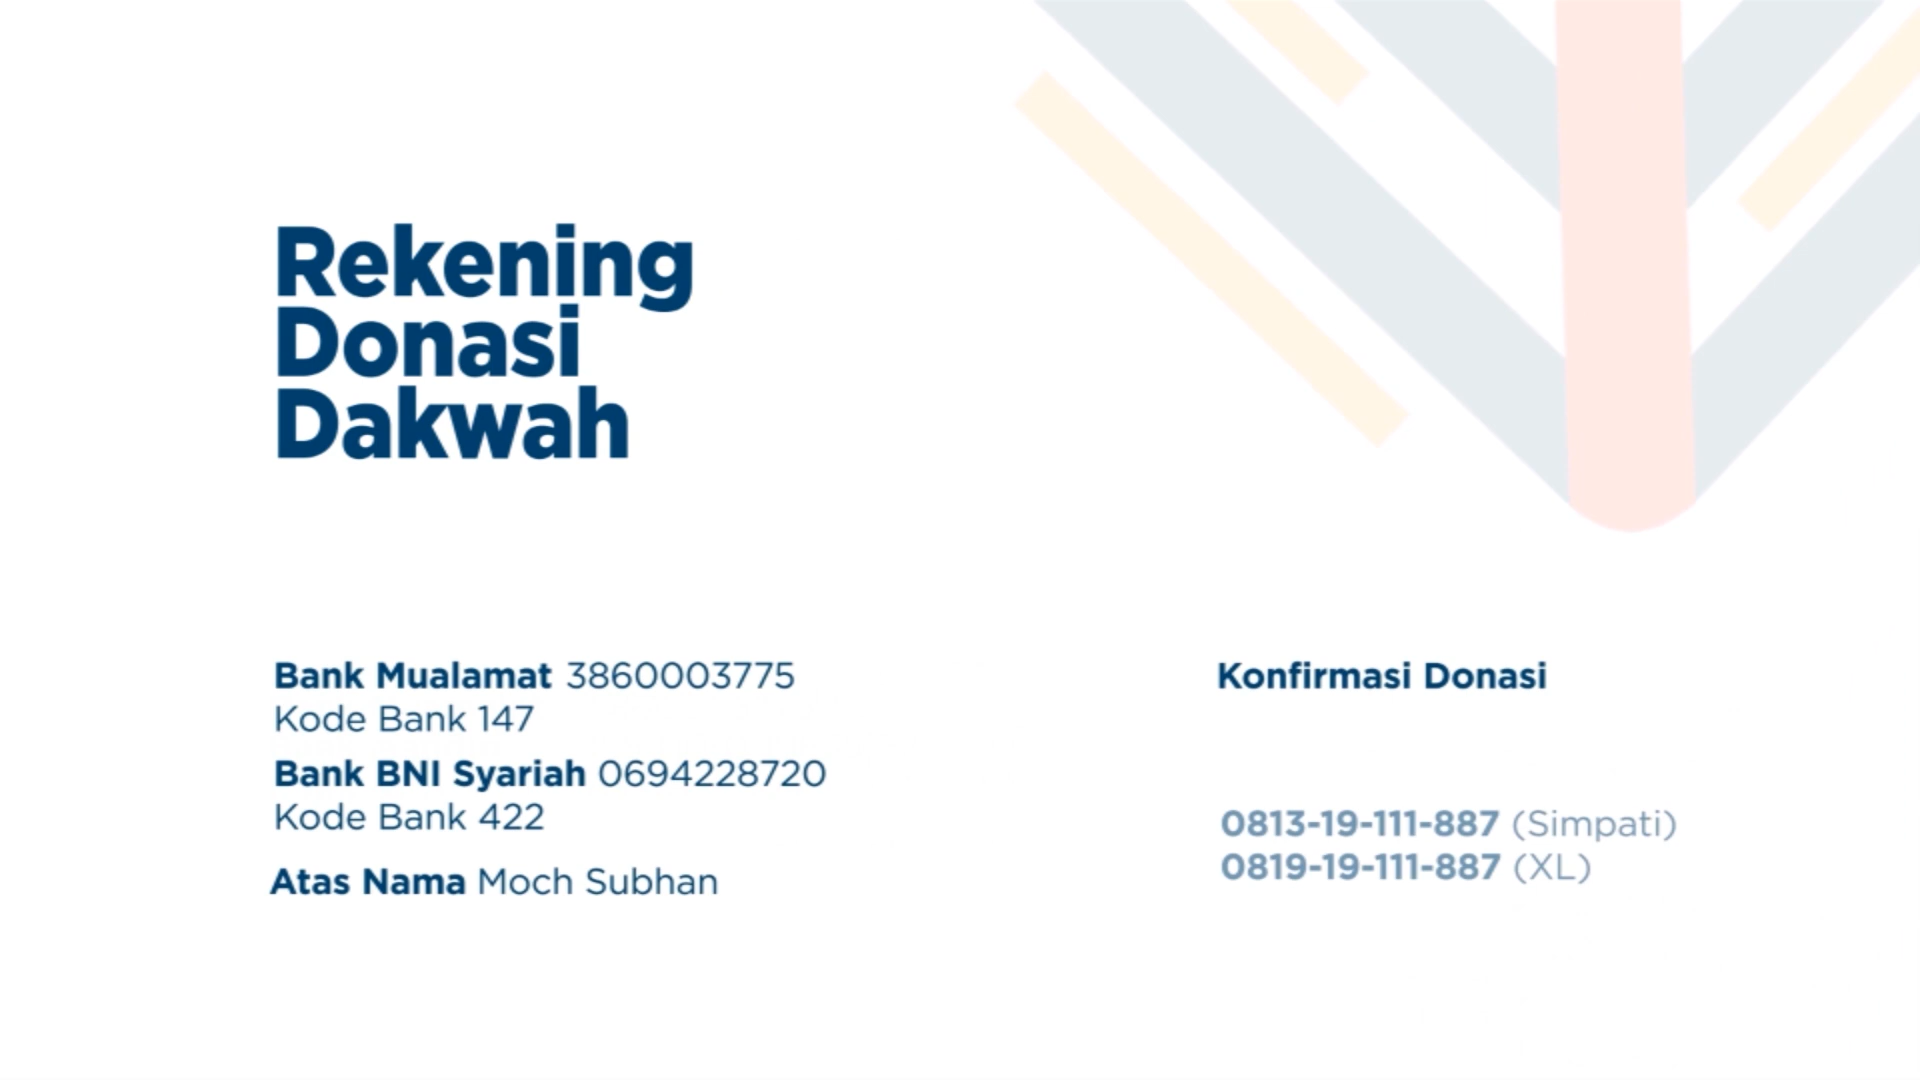 Rekening
Donasi
Dakwah
Bank Mualamat 3860003775
Kode Bank 147
Bank BNI Syariah 0694228720
Kode Bank 422
Atas Nama Moch Subhan
Konfirmasi Donasi
0813-19-111-887 (Simpati)
0819-19-111-887 (XL)